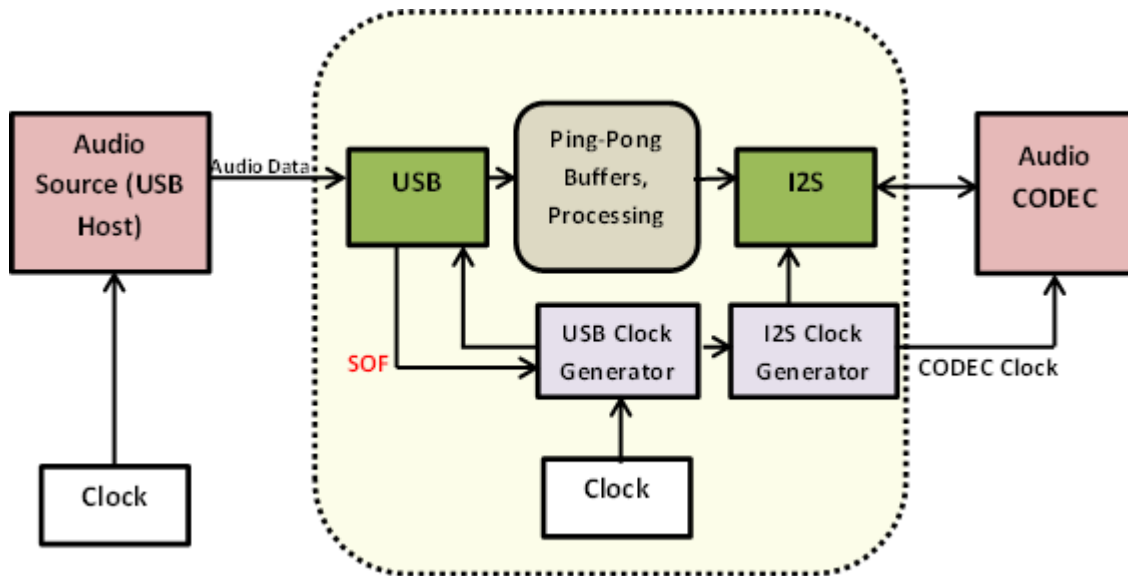 Audio
Source (USB
Host)
Audio Data
USB
Ping-Pong
Buffers,
Processing
I2S
Audio
CODEC
SOF
USB Clock
Generator
I2S Clock
Generator
CODEC Clock
Clock
Clock